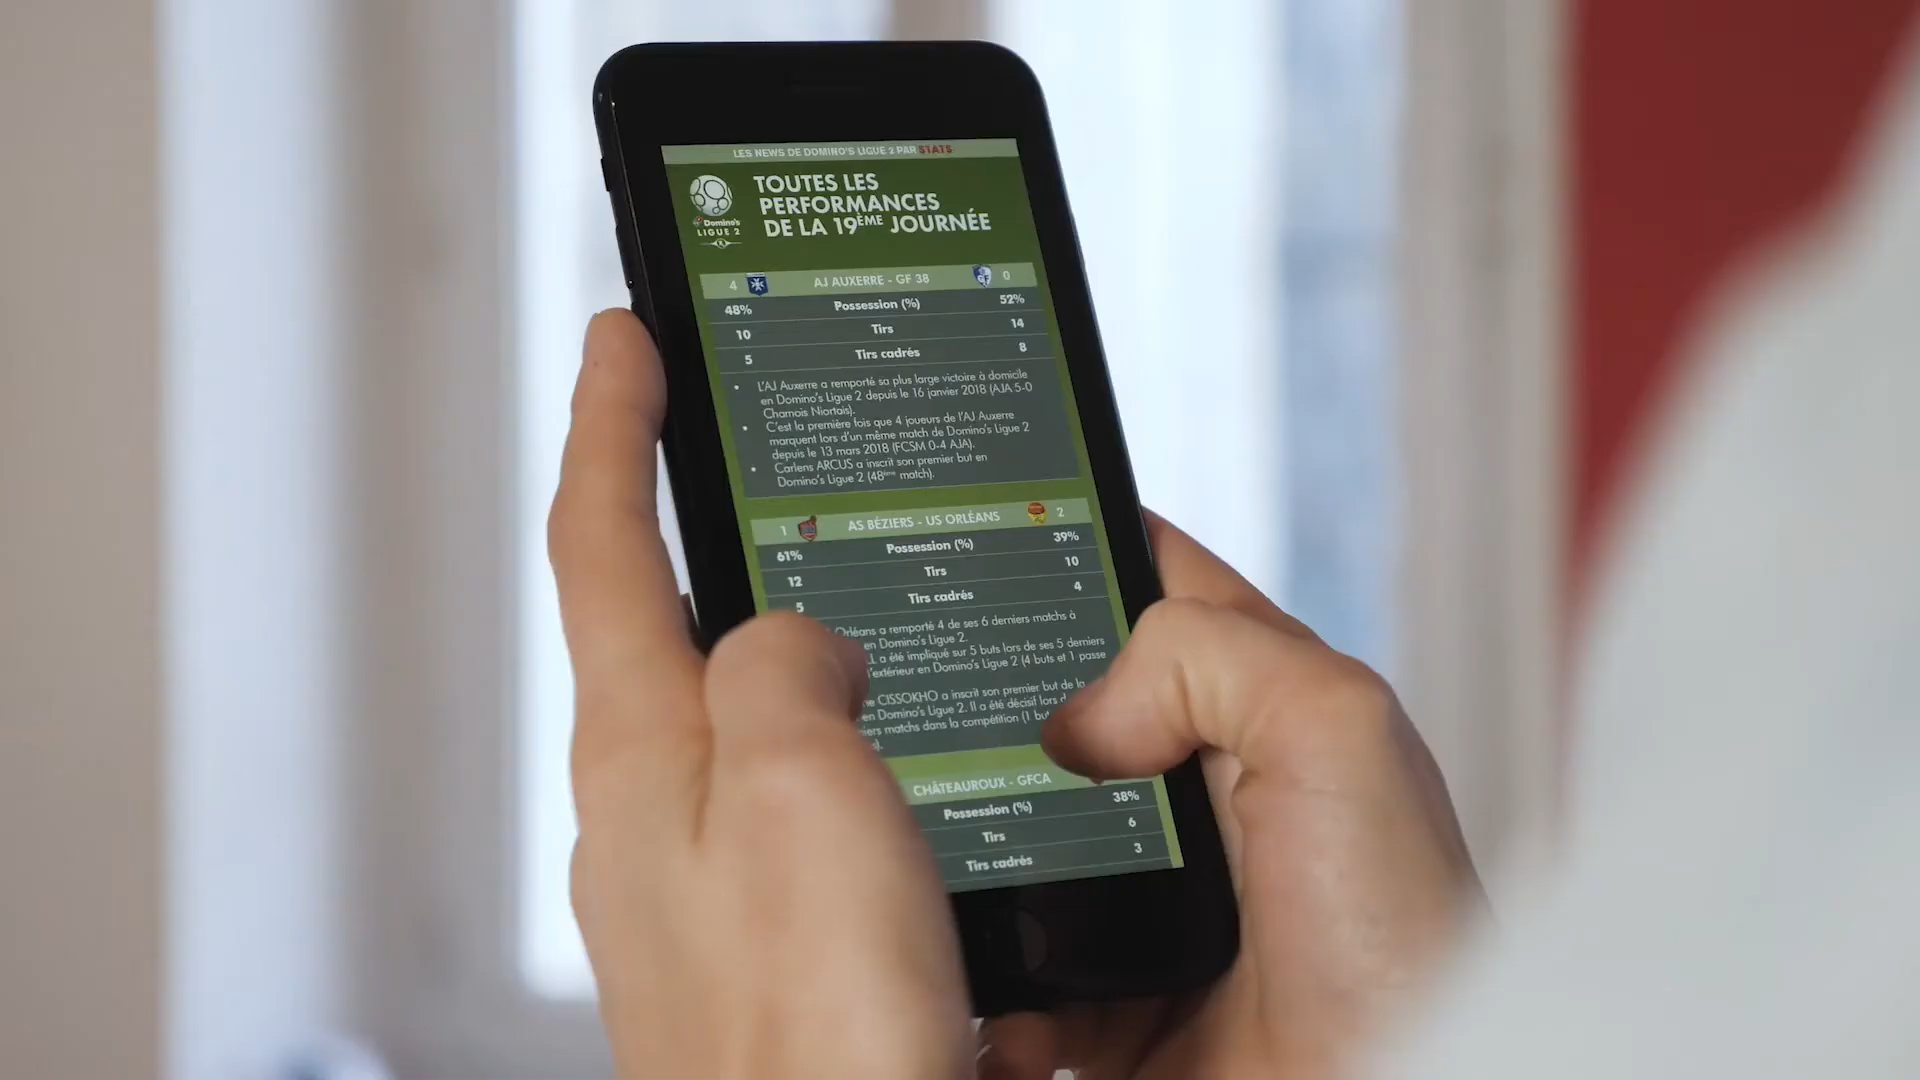 LES NEWS DE DOMINO'S LIGUE 2 PAR STATS
TOUTES LES
PERFORMANCES
DE LA 19ÈME JOURNÉE
Domino's
LIGUE 2
4 AJ AUXERRE - GF 38 0
48% Possession (%) 52%
10 Tirs 14
5 Tirs cadrés 8
• L'AJ Auxerre a remporté sa plus large victoire à domicile
en Domino's Ligue 2 depuis le 16 janvier 2018 (AJA 5-0
Chamois Niortais).
• C'est la première fois que 4 joueurs de l'AJ Auxerre
marquent lors d'un même match de Domino's Ligue 2
depuis le 13 mars 2018 (FCSM 0-4 AJA).
• Carlens ARCUS a inscrit son premier but en
Domino's Ligue 2 (48ème match).
1 AS BÉZIERS - US ORLÉANS 2
61% Possession (%) 39%
12 Tirs 10
5 Tirs cadrés 4
Orléans a remporté 4 de ses 6 derniers matchs à
en Domino's Ligue 2.
a été impliqué sur 5 buts lors de ses 5 derniers
l'extérieur en Domino's Ligue 2 (4 buts et 1 passe
CISSOKHO a inscrit son premier but de la
en Domino's Ligue 2. Il a été décisif lors
matchs dans la compétition (1 but
CHÂTEAUROUX - GFCA
Possession (%) 38%
Tirs 6
Tirs cadrés 3